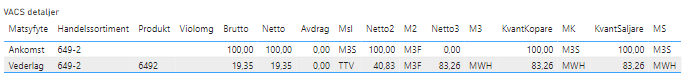 VACS detaljer
Matsyfyte Handelssortiment Produkt Violomg Brutto Netto Avdrag Msl Netto2 M2 Netto3 M3 KvantKopare MK KvantSaljare MS
Ankomst 649-2 100,00 100,00 0,00 M3S 100,00 M3F 0,00 100,00 M3S 100,00 M3S
Vederlag 649-2 6492 19,35 19,35 0,00 TTV 40,83 M3F 83,26 MWH 83,26 MWH 83,26 MWH